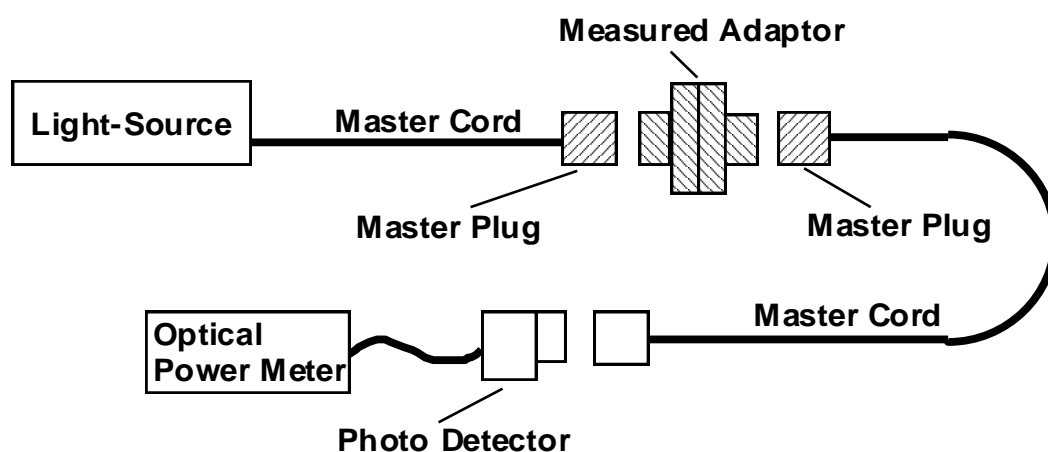 Measured Adaptor
Light-Source
Master Cord
Master Plug
Master Plug
Optical
Power Meter
Master Cord
Photo Detector